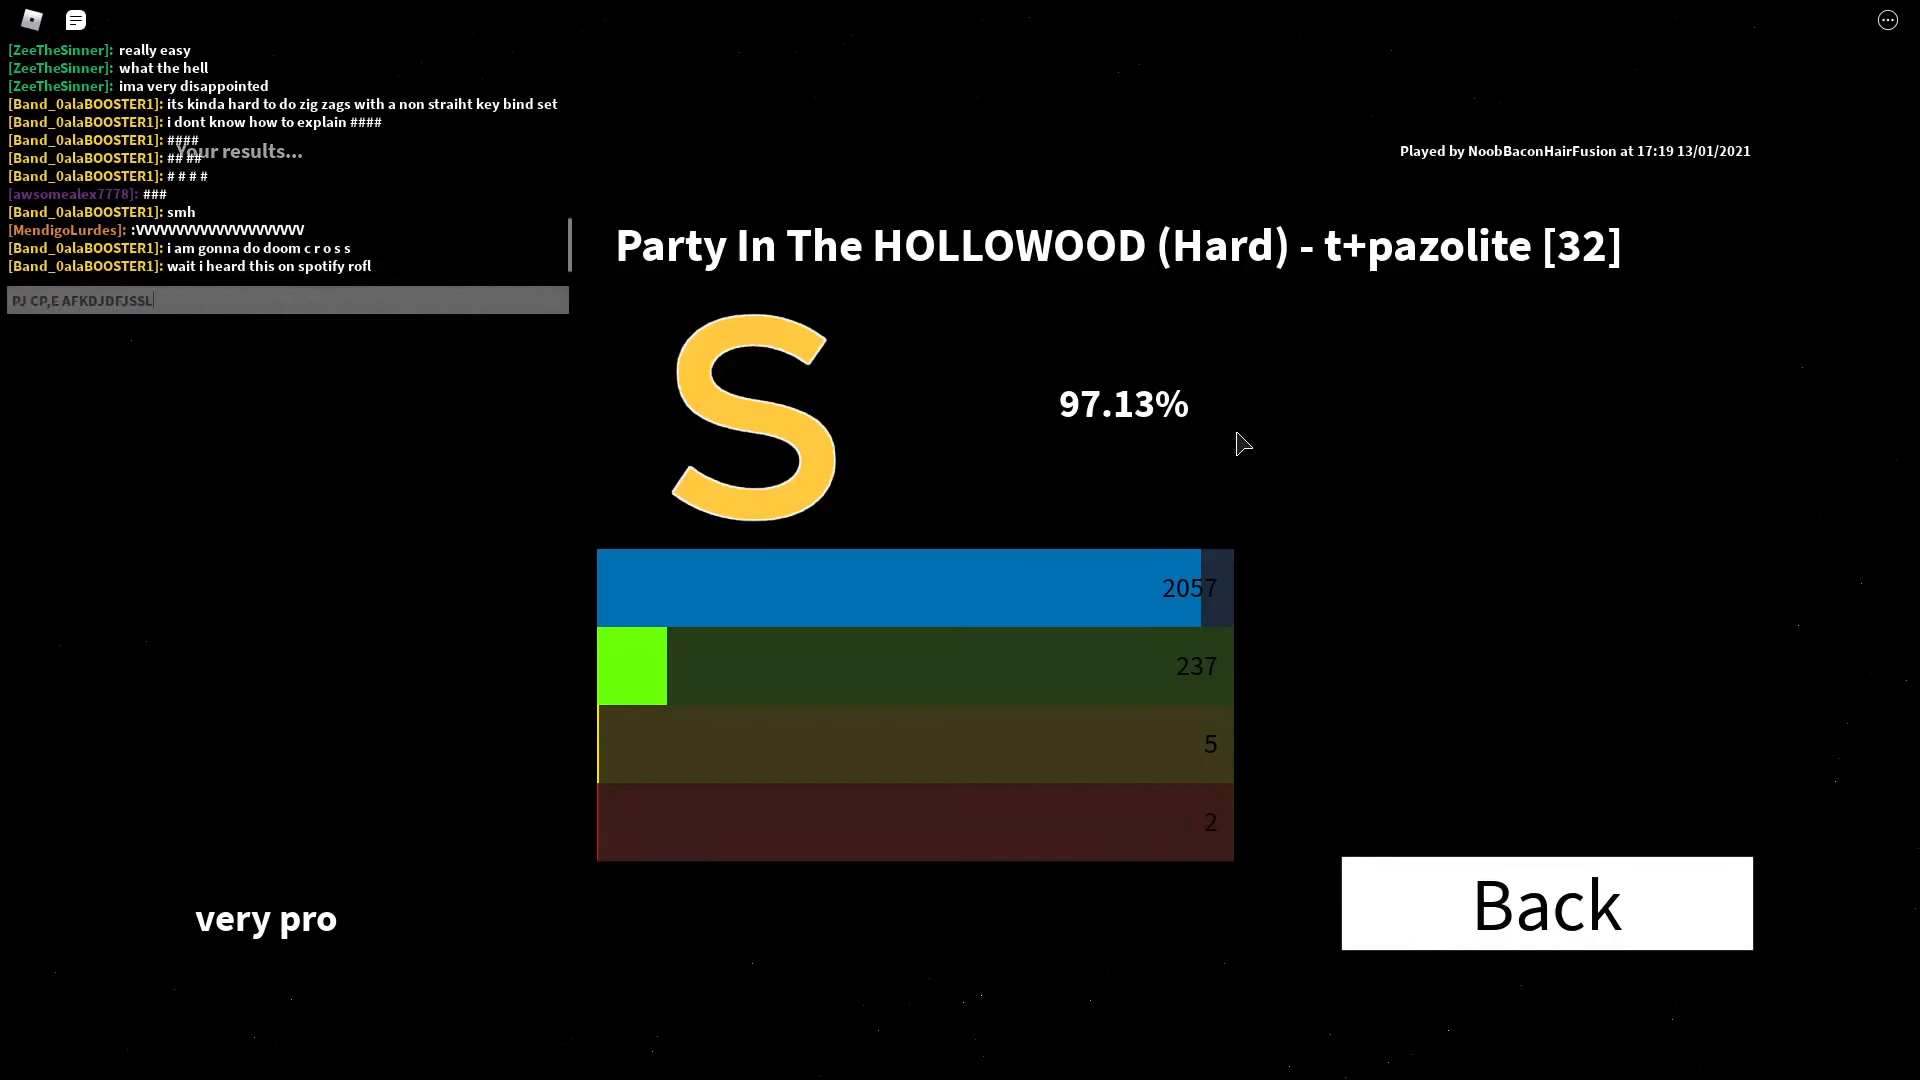 [ZeeTheSinner]: really easy
[ZeeTheSinner]: what the hell
[ZeeTheSinner]: ima very disappointed
[Band_0alaBOOSTER1]: its kinda hard to do zig zags with a non straiht key bind set
[Band_0alaBOOSTER1]: i dont know how to explain ####
[Band_0alaBOOSTER1]: ####
[Band_0alaBOOSTER1]: ## ##
[Band_0alaBOOSTER1]: # # # #
[awsomealex7778]: ###
[Band_0alaBOOSTER1]: smh
[MendigoLurdes]: :VVVVVVVVVVVVVVVVVVVVV
[Band_0alaBOOSTER1]: i am gonna do doom c r o s s
[Band_0alaBOOSTER1]: wait i heard this on spotify rofl
PJ CP,E AFKDJDFJSSL
Your results...
Played by NoobBaconHairFusion at 17:19 13/01/2021
Party In The HOLLOWOOD (Hard) - t+pazolite [32]
S
97.13%
2057
237
5
2
very pro
Back